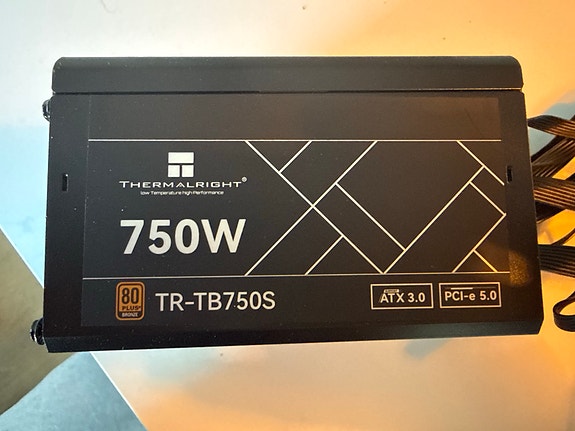 THERMALRIGHT®
low Temperature high Performance
750W
80
PLUS
BRONZE
TR-TB750S
ATX 3.0
PCI-e 5.0